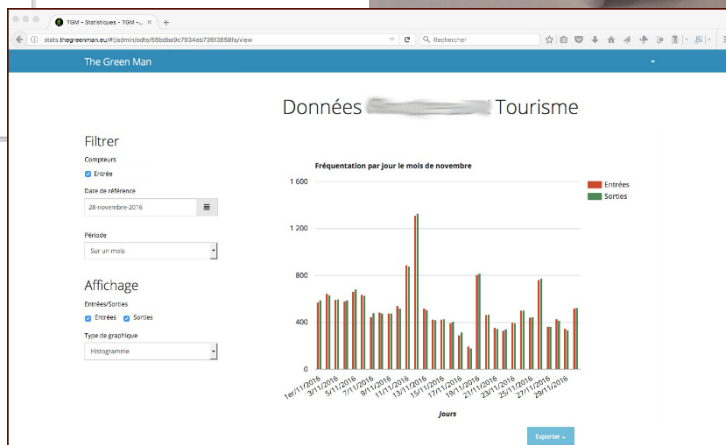 TGM - Statistiques - TGM -...
stats.thegreenman.eu/#!/admin/odts/
/view
Rechercher
The Green Man
Données Tourisme
Filtrer
Compteurs
Entrée
Date de référence
28-novembre-2016
Période
Sur un mois
Affichage
Entrées/Sorties
Entrées Sorties
Type de graphique
Histogramme
Fréquentation par jour le mois de novembre
1 600
1 200
800
400
0
Entrées
Sorties
1er/11/2016
3/11/2016
5/11/2016
7/11/2016
9/11/2016
11/11/2016
13/11/2016
15/11/2016
17/11/2016
19/11/2016
21/11/2016
23/11/2016
25/11/2016
27/11/2016
29/11/2016
Jours
Exporter